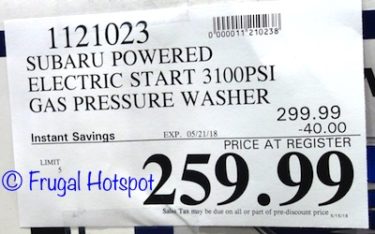 0000011210238
1121023
SUBARU POWERED
ELECTRIC START 3100PSI
GAS PRESSURE WASHER
299.99
Instant Savings EXP. 05/21/18 -40.00
PRICE AT REGISTER
LIMIT
5
259.99
© Frugal Hotspot
Sales Tax may be due on all or part of pre-discount price